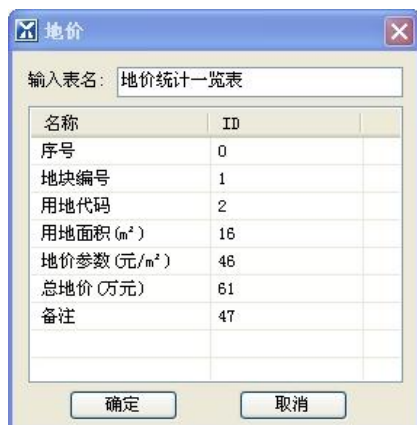 地价
输入表名: 地价统计一览表
名称 ID
序号 0
地块编号 1
用地代码 2
用地面积(㎡) 16
地价参数(元/㎡) 46
总地价(万元) 61
备注 47
确定 取消